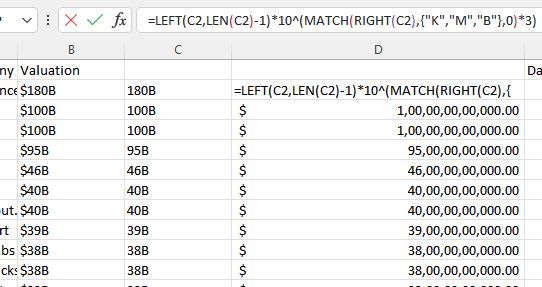 fx =LEFT(C2,LEN(C2)-1)*10^(MATCH(RIGHT(C2),{"K","M","B"},0)*3)
B C D
ny Valuation Da
nce $180B 180B =LEFT(C2,LEN(C2)-1)*10^(MATCH(RIGHT(C2),{
$100B 100B $ 1,00,00,00,00,000.00
$100B 100B $ 1,00,00,00,00,000.00
$95B 95B $ 95,00,00,00,000.00
$46B 46B $ 46,00,00,00,000.00
$40B 40B $ 40,00,00,00,000.00
out. $40B 40B $ 40,00,00,00,000.00
rt $39B 39B $ 39,00,00,00,000.00
bs $38B 38B $ 38,00,00,00,000.00
cks $38B 38B $ 38,00,00,00,000.00